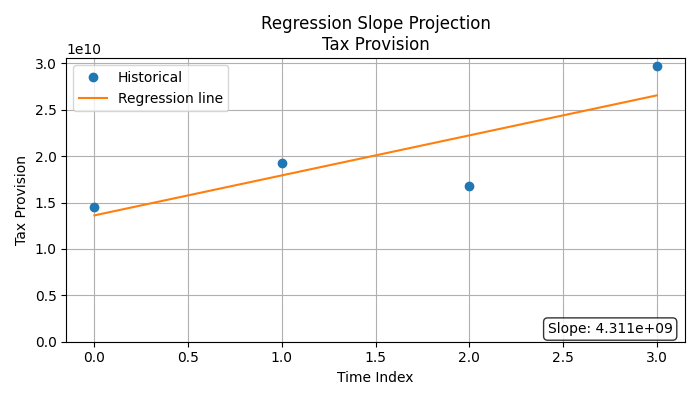 Regression Slope Projection
Tax Provision
1e10
Historical
Regression line
3.0
2.5
2.0
1.5
1.0
0.5
0.0
Tax Provision
Slope: 4.311e+09
0.0 0.5 1.0 1.5 2.0 2.5 3.0
Time Index